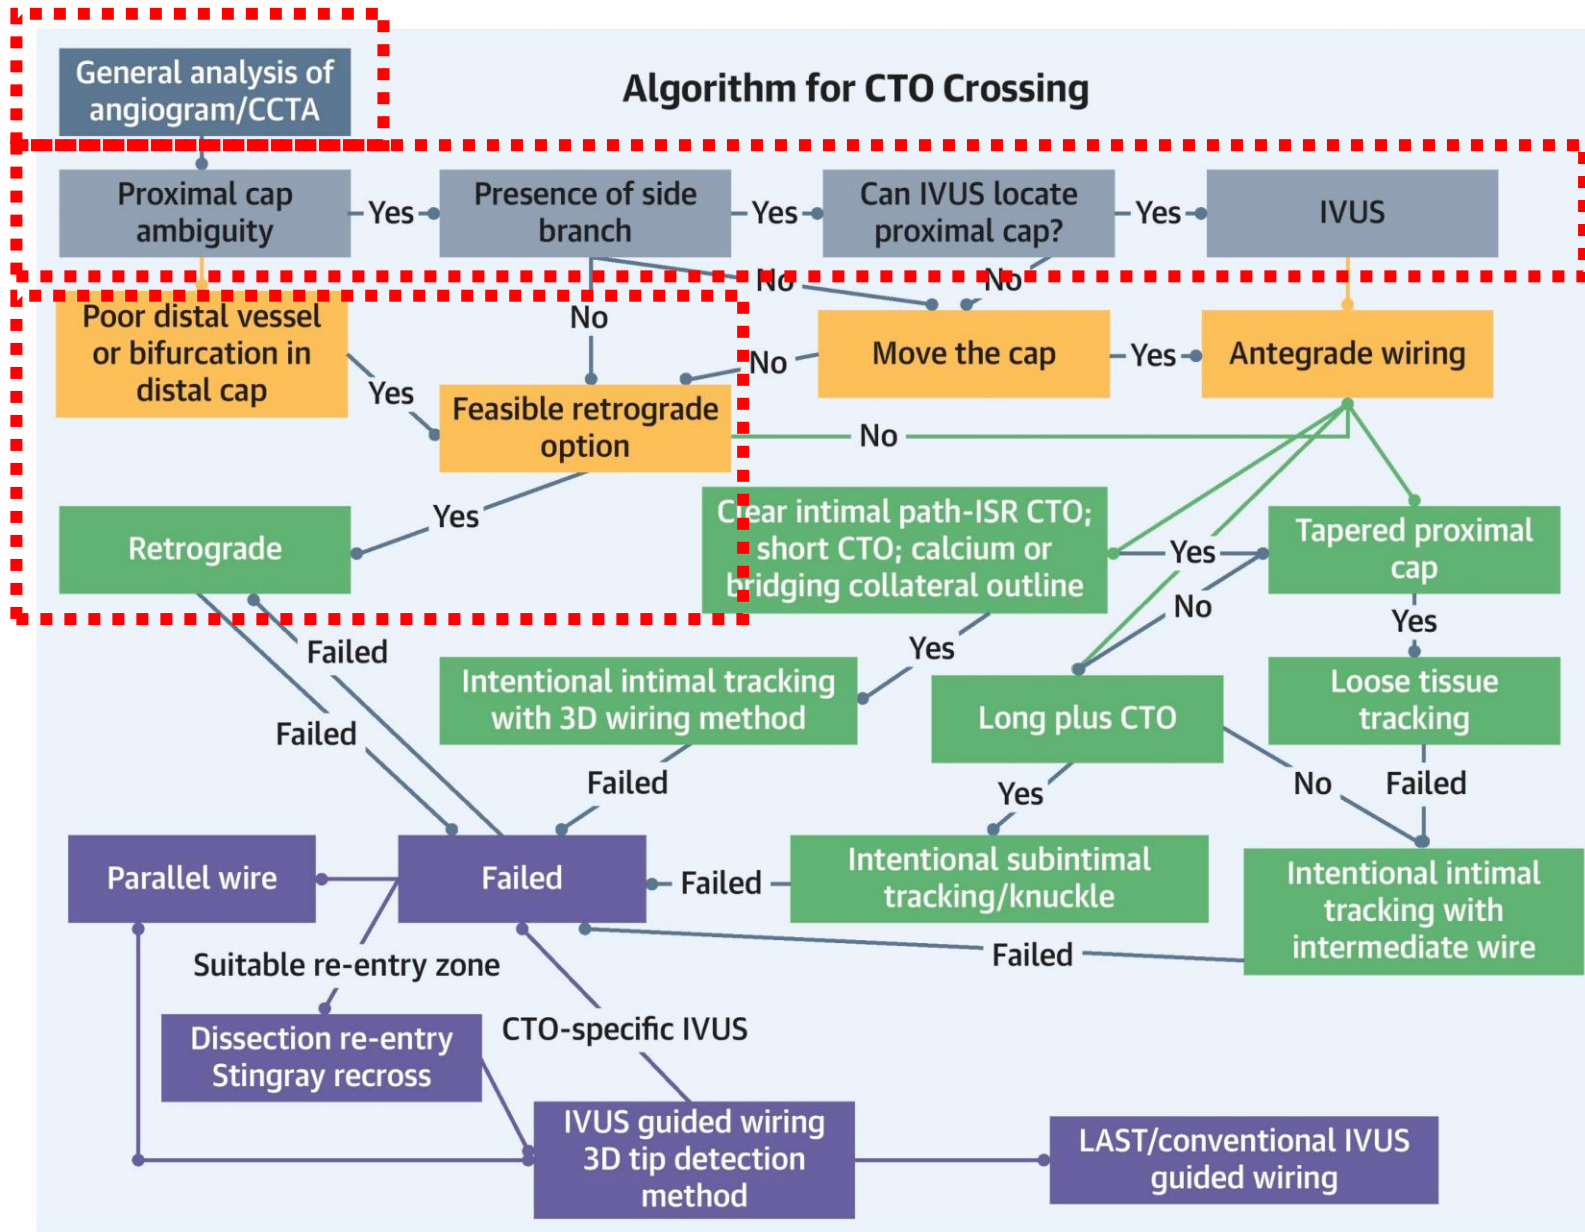 General analysis of
angiogram/CCTA
Algorithm for CTO Crossing
Proximal cap
ambiguity
Yes
Presence of side
branch
Yes
Can IVUS locate
proximal cap?
Yes
IVUS
No
No
Poor distal vessel
or bifurcation in
distal cap
No
Move the cap
Yes
Antegrade wiring
No
Yes
Feasible retrograde
option
No
Yes
Retrograde
Clear intimal path-ISR CTO;
short CTO; calcium or
bridging collateral outline
Yes
Tapered proximal
cap
No
Yes
Failed
Yes
Intentional intimal tracking
with 3D wiring method
Long plus CTO
Loose tissue
tracking
Failed
Failed
Yes
No
Failed
Parallel wire
Failed
Failed
Intentional subintimal
tracking/knuckle
Intentional intimal
tracking with
intermediate wire
Failed
Suitable re-entry zone
CTO-specific IVUS
Dissection re-entry
Stingray recross
IVUS guided wiring
3D tip detection
method
LAST/conventional IVUS
guided wiring